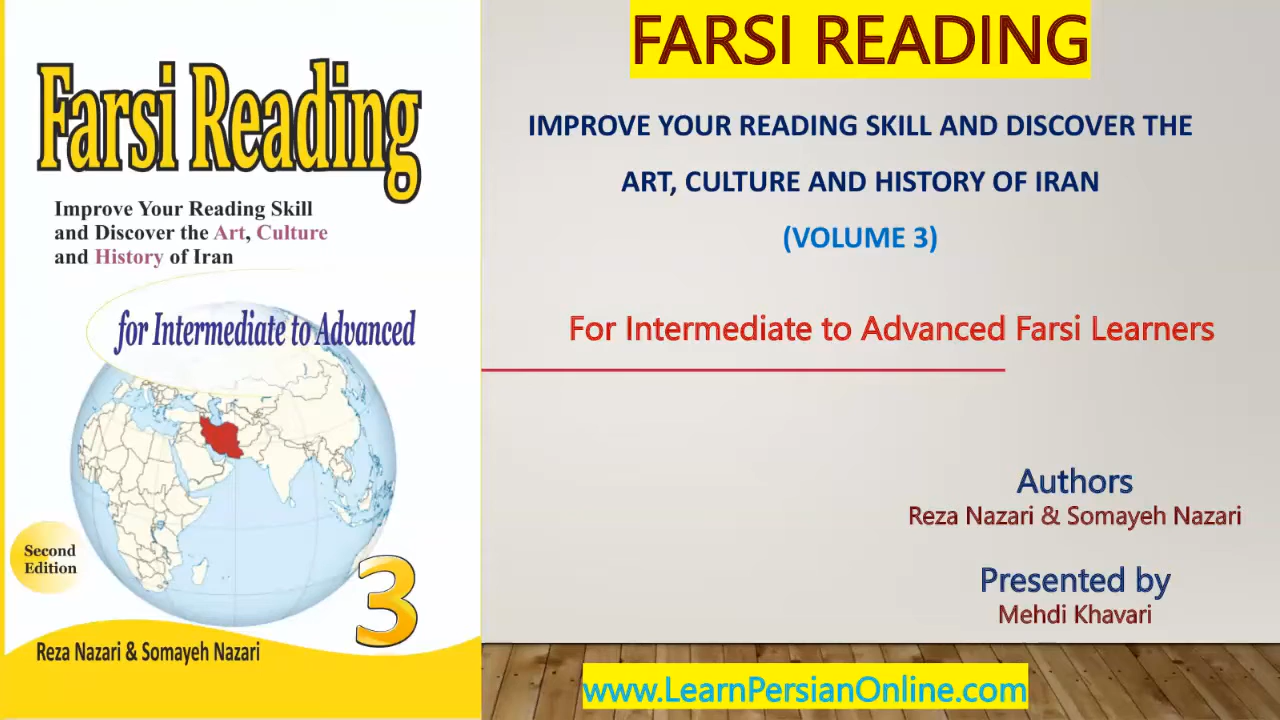 Farsi Reading
Improve Your Reading Skill
and Discover the Art, Culture
and History of Iran
for Intermediate to Advanced
Second
Edition
3
Reza Nazari & Somayeh Nazari
FARSI READING
IMPROVE YOUR READING SKILL AND DISCOVER THE
ART, CULTURE AND HISTORY OF IRAN
(VOLUME 3)
For Intermediate to Advanced Farsi Learners
Authors
Reza Nazari & Somayeh Nazari
Presented by
Mehdi Khavari
www.LearnPersianOnline.com